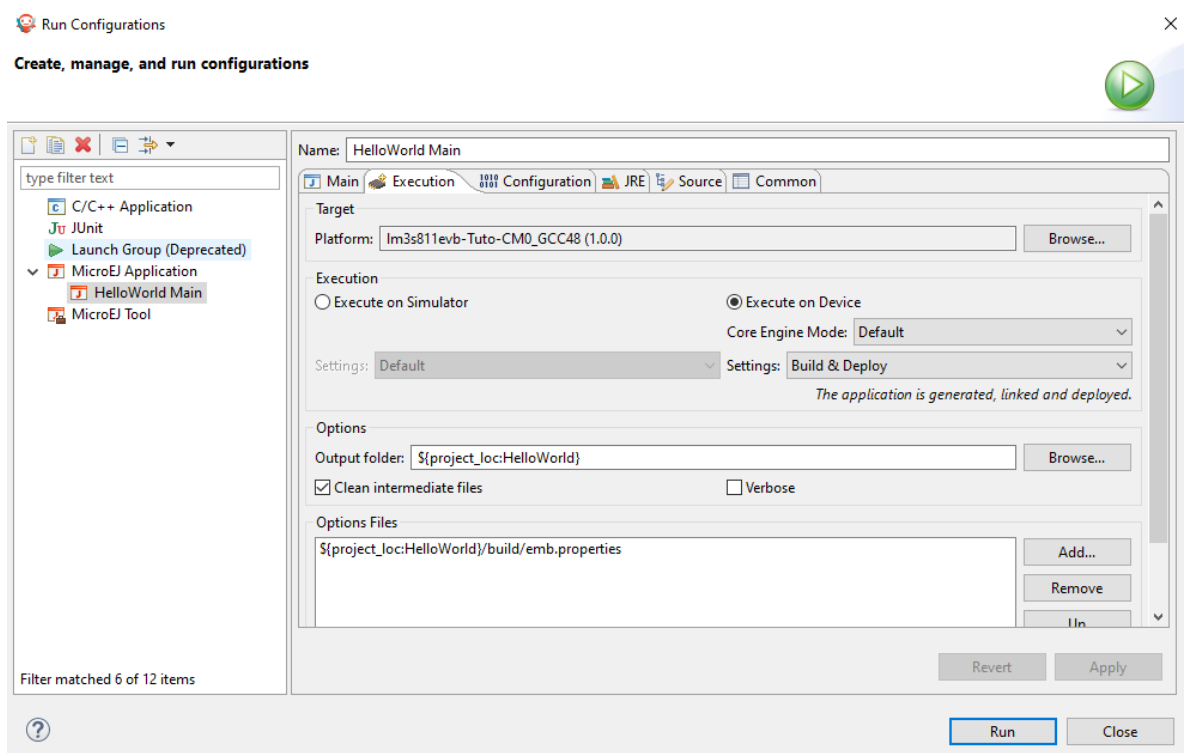 Run Configurations
Create, manage, and run configurations
Name: HelloWorld Main
type filter text
C/C++ Application
JUnit
Launch Group (Deprecated)
MicroEJ Application
HelloWorld Main
MicroEJ Tool
Filter matched 6 of 12 items
Main Execution Configuration JRE Source Common
Target
Platform: lm3s811evb-Tuto-CM0_GCC48 (1.0.0) Browse...
Execution
Execute on Simulator Execute on Device
Core Engine Mode: Default
Settings: Default Settings: Build & Deploy
The application is generated, linked and deployed.
Options
Output folder: ${project_loc:HelloWorld} Browse...
Clean intermediate files Verbose
Options Files
${project_loc:HelloWorld}/build/emb.properties
Add...
Remove
Up
Revert Apply
Run Close